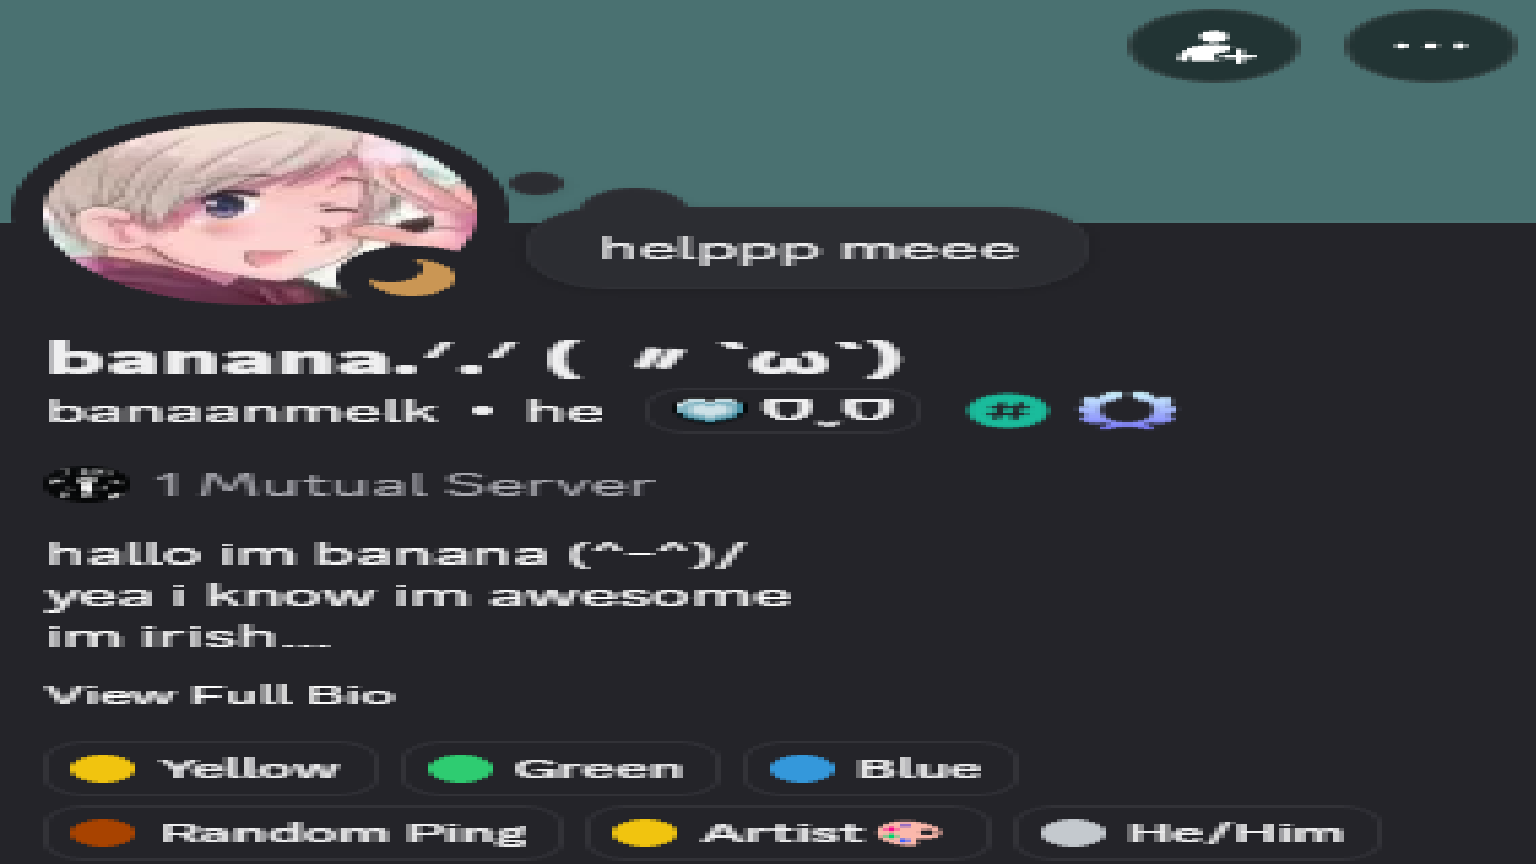 helppp meee
banana.ᐟ.ᐟ ( 〃 `ω`)
banaanmelk • he ꓷ_ꓷ #
1 Mutual Server
hallo im banana (^-^)/
yea i know im awesome
im irish...
View Full Bio
Yellow Green Blue
Random Ping Artist🎨 He/Him